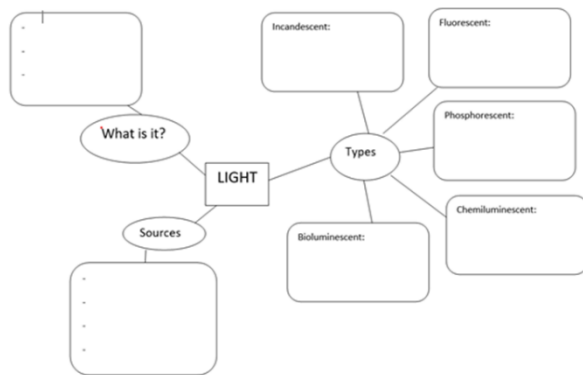 -
-
-
What is it?
LIGHT
Sources
-
-
-
-
Types
Incandescent:
Fluorescent:
Phosphorescent:
Chemiluminescent:
Bioluminescent: